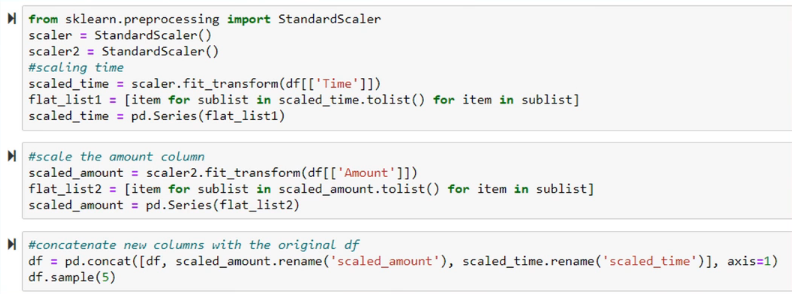 from sklearn.preprocessing import StandardScaler
scaler = StandardScaler()
scaler2 = StandardScaler()
#scaling time
scaled_time = scaler.fit_transform(df[['Time']])
flat_list1 = [item for sublist in scaled_time.tolist() for item in sublist]
scaled_time = pd.Series(flat_list1)
#scale the amount column
scaled_amount = scaler2.fit_transform(df[['Amount']])
flat_list2 = [item for sublist in scaled_amount.tolist() for item in sublist]
scaled_amount = pd.Series(flat_list2)
#concatenate new columns with the original df
df = pd.concat([df, scaled_amount.rename('scaled_amount'), scaled_time.rename('scaled_time')], axis=1)
df.sample(5)